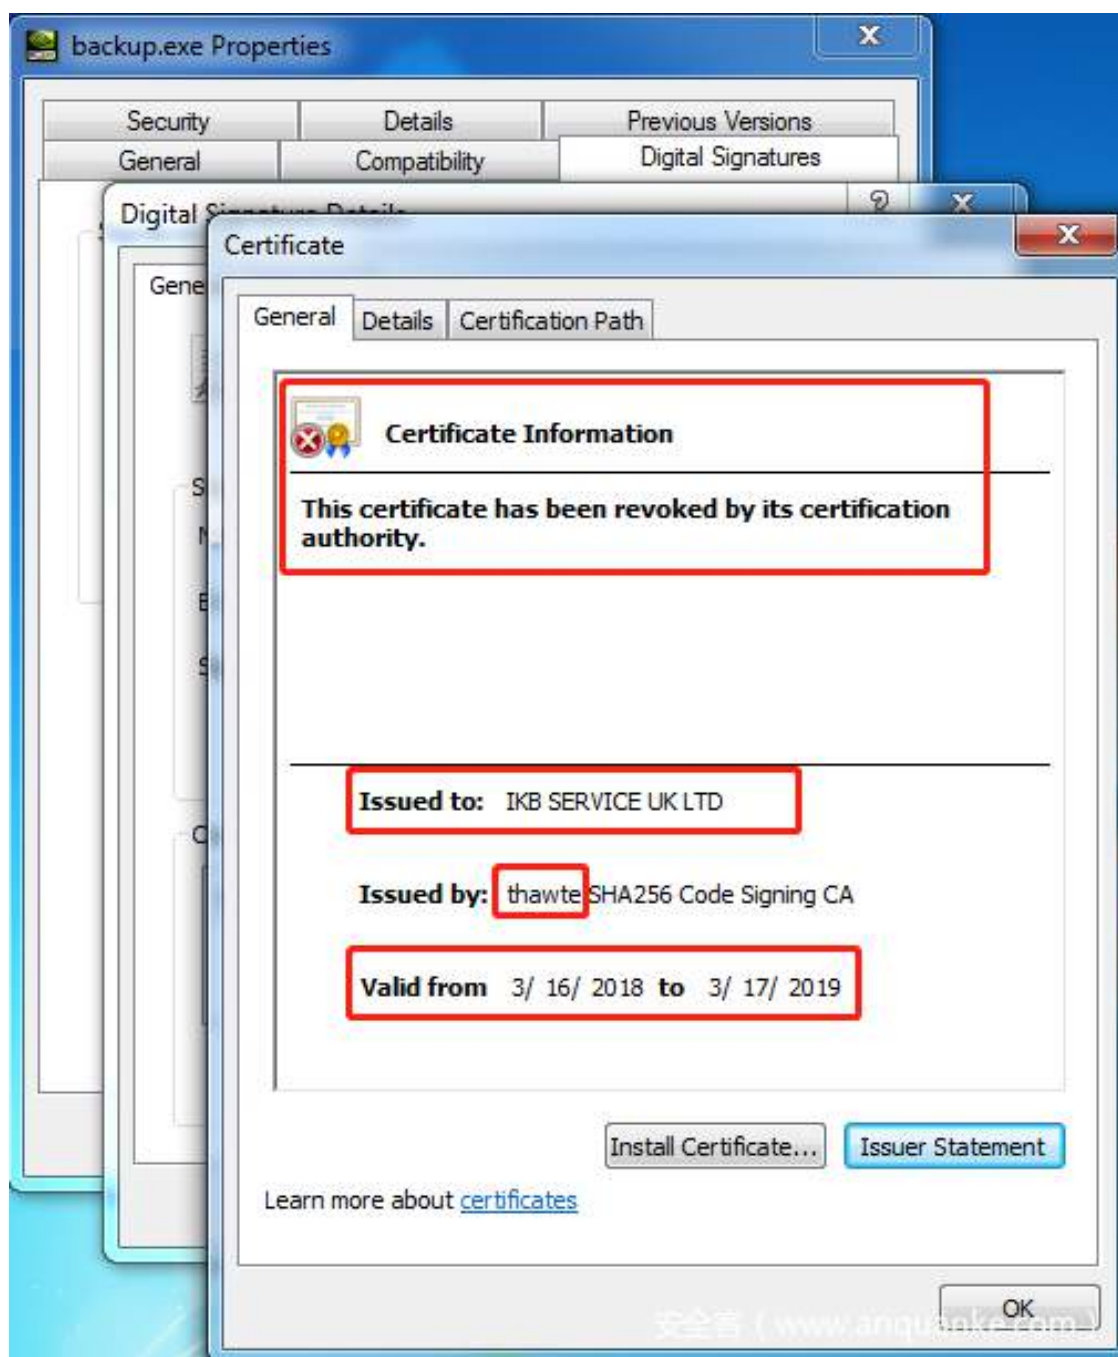 backup.exe Properties
Security Details Previous Versions
General Compatibility Digital Signatures
Digital Signature Details
Certificate
Gene
General Details Certification Path
Certificate Information
This certificate has been revoked by its certification
authority.
S
N
E
S
Issued to: IKB SERVICE UK LTD
C
Issued by: thawte SHA256 Code Signing CA
Valid from 3/ 16/ 2018 to 3/ 17/ 2019
Install Certificate... Issuer Statement
Learn more about certificates
OK
安全客 ( www.anquanke.com )